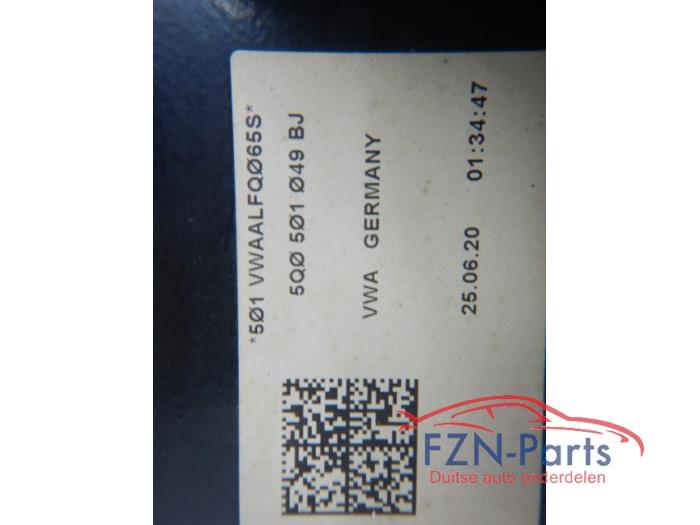 *5Ø1 VWAALFQØ65S*
5QØ 5Ø1 Ø49 BJ
VWA GERMANY
25.06.20 01:34:47
FZN-Parts
Duitse auto onderdelen